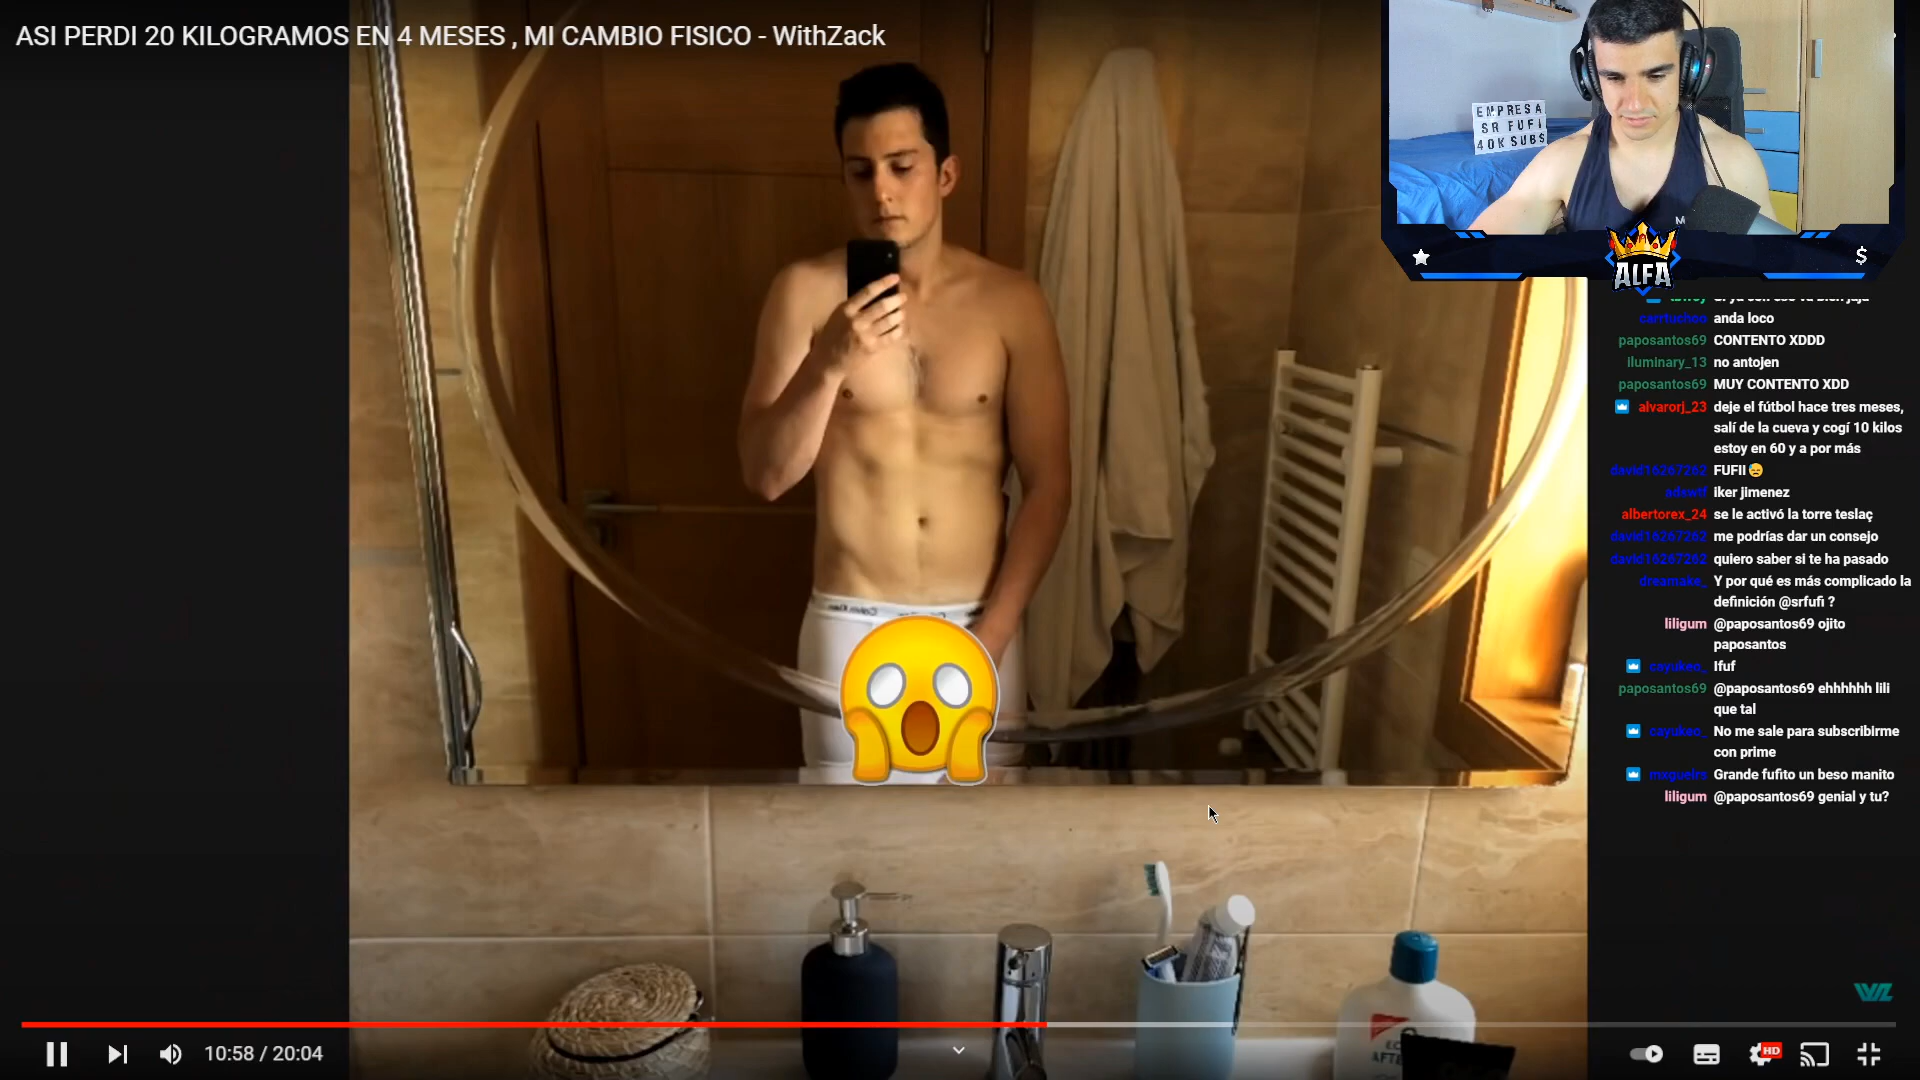 ASI PERDI 20 KILOGRAMOS EN 4 MESES , MI CAMBIO FISICO - WithZack
EMPRESA
SR FUFI
40K SUBS
ALFA
$
carrtuchoo anda loco
paposantos69 CONTENTO XDDD
iluminary_13 no antojen
paposantos69 MUY CONTENTO XDD
alvarorj_23 deje el fútbol hace tres meses,
salí de la cueva y cogí 10 kilos
estoy en 60 y a por más
david16267262 FUFII
adswtf iker jimenez
albertorex_24 se le activó la torre teslaç
david16267262 me podrías dar un consejo
david16267262 quiero saber si te ha pasado
dreamake_ Y por qué es más complicado la
definición @srfufi ?
liligum @paposantos69 ojito
paposantos
cayukeo_ lfuf
paposantos69 @paposantos69 ehhhhhh lili
que tal
cayukeo_ No me sale para subscribirme
con prime
mxguelrs Grande fufito un beso manito
liligum @paposantos69 genial y tu?
Calvin Klein
WZ
10:58 / 20:04
HD